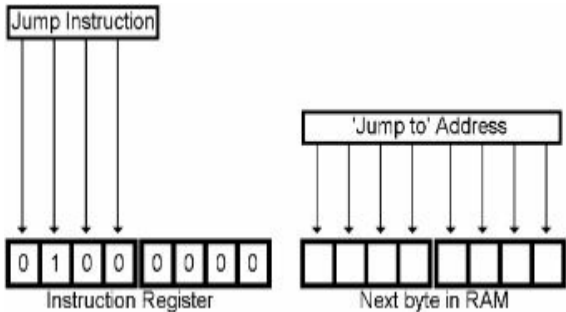 Jump Instruction
'Jump to' Address
0 1 0 0 0 0 0 0
Instruction Register
Next byte in RAM